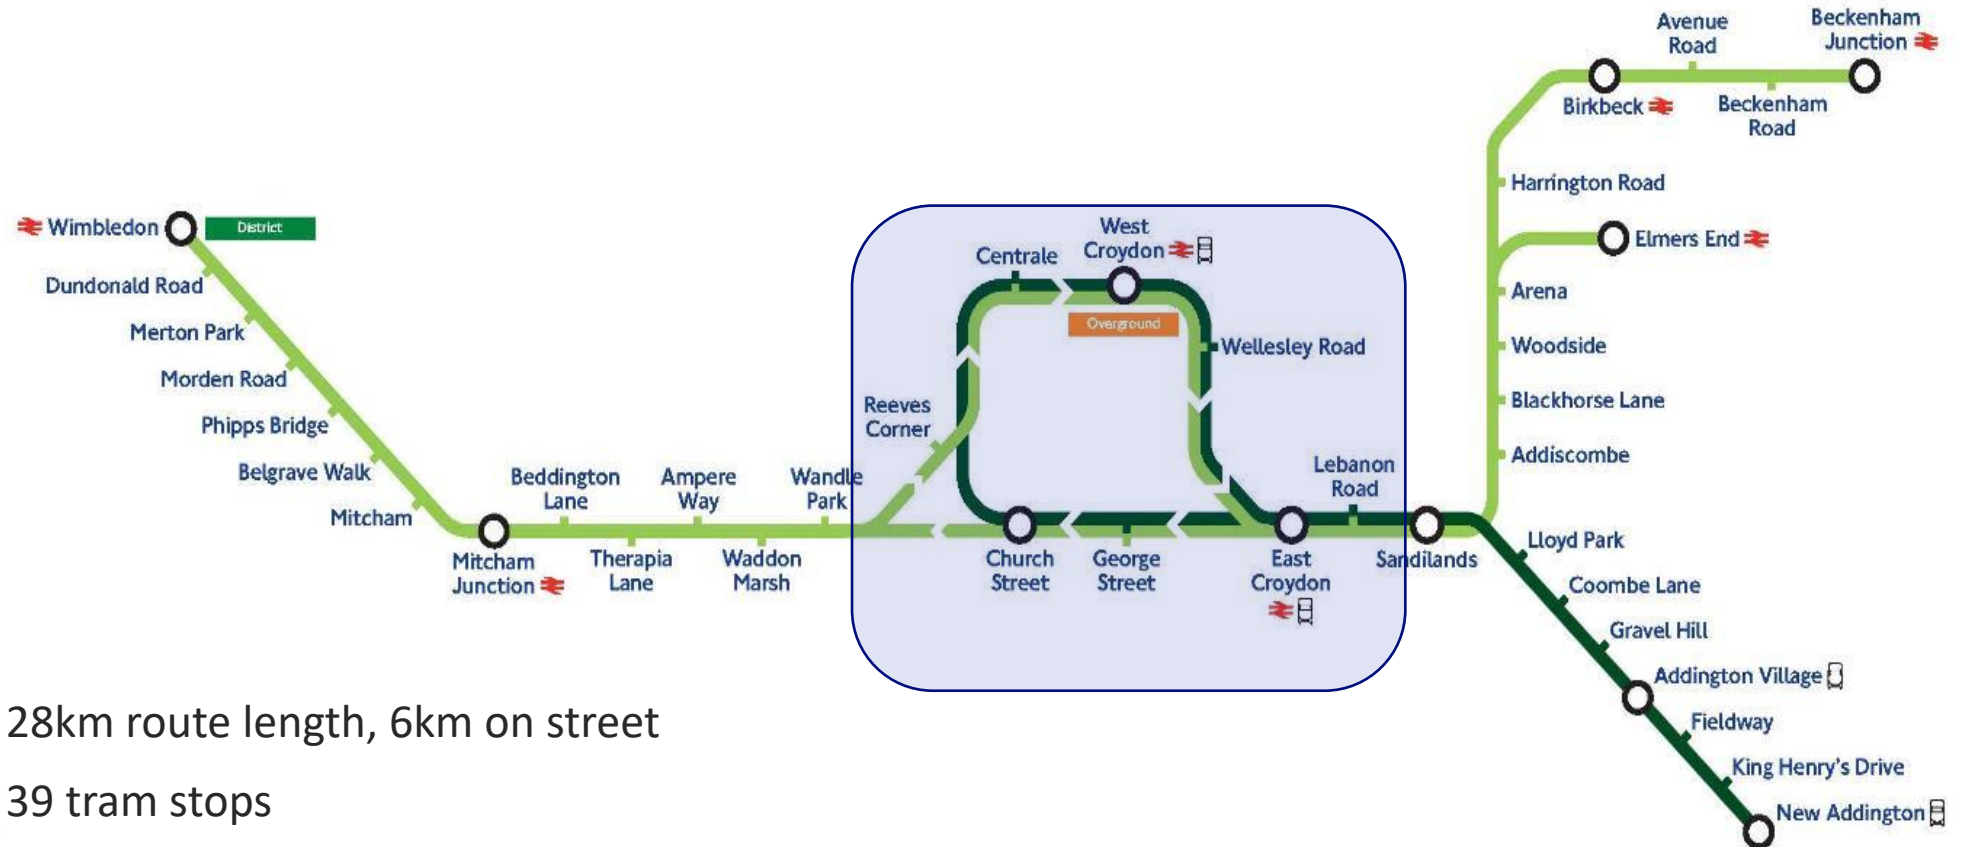 Avenue
Road
Beckenham
Junction
Birkbeck
Beckenham
Road
Harrington Road
Wimbledon
District
West
Croydon
Centrale
Elmers End
Dundonald Road
Arena
Merton Park
Overground
Wellesley Road
Woodside
Morden Road
Reeves
Corner
Blackhorse Lane
Phipps Bridge
Addiscombe
Belgrave Walk
Beddington
Lane
Ampere
Way
Wandle
Park
Lebanon
Road
Mitcham
Mitcham
Junction
Therapia
Lane
Waddon
Marsh
Church
Street
George
Street
East
Croydon
Sandilands
Lloyd Park
Coombe Lane
Gravel Hill
Addington Village
Fieldway
King Henry's Drive
New Addington
28km route length, 6km on street
39 tram stops